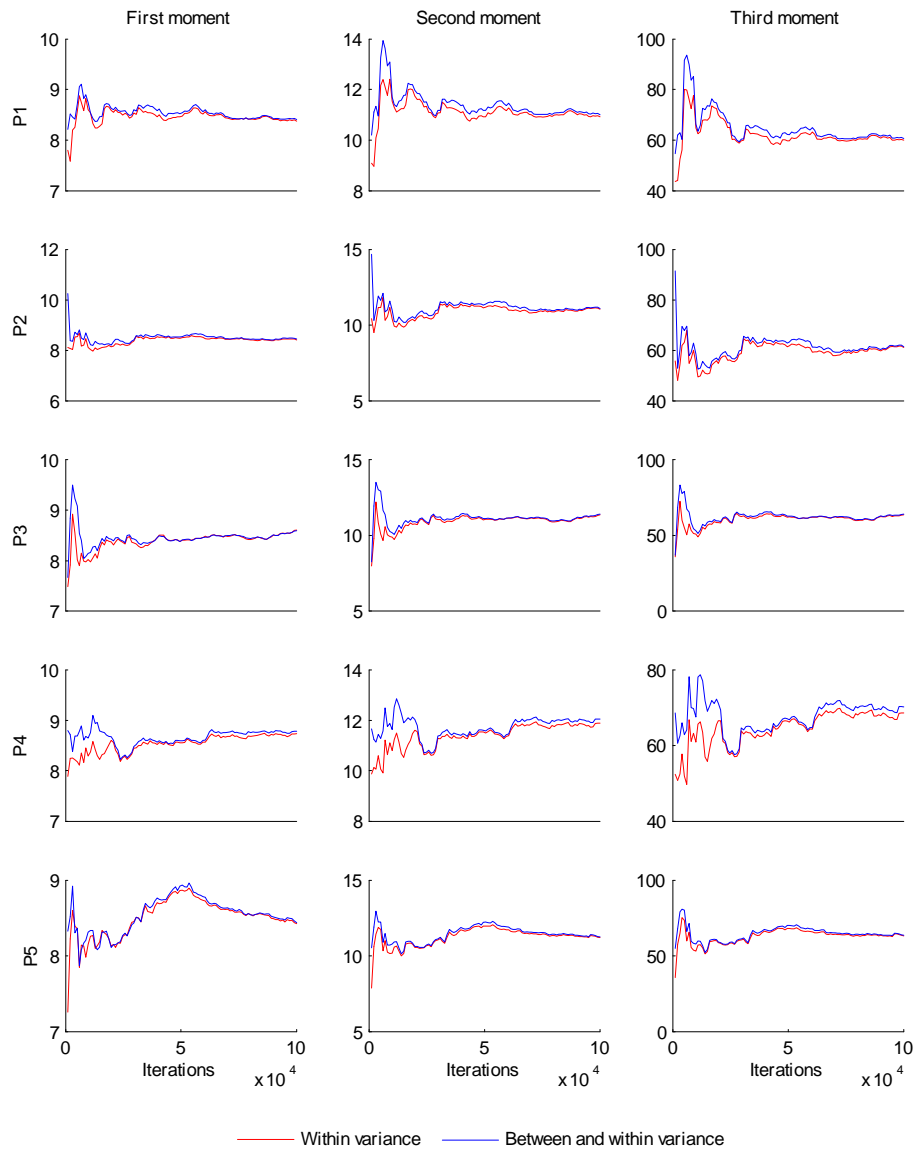 First moment Second moment Third moment
10 14 100
9 12 80
P1
8 10 60
7 8 40
12 15 100
10 80
P2
10
8 60
6 5 40
10 15 100
9
P3
10 50
8
7 5 0
10 14 80
9 12
P4
60
8 10
7 8 40
9 15 100
P5
8 10 50
7 5 0
0 5 10 0 5 10 0 5 10
Iterations Iterations Iterations
x 10 4 x 10 4 x 10 4
Within variance Between and within variance